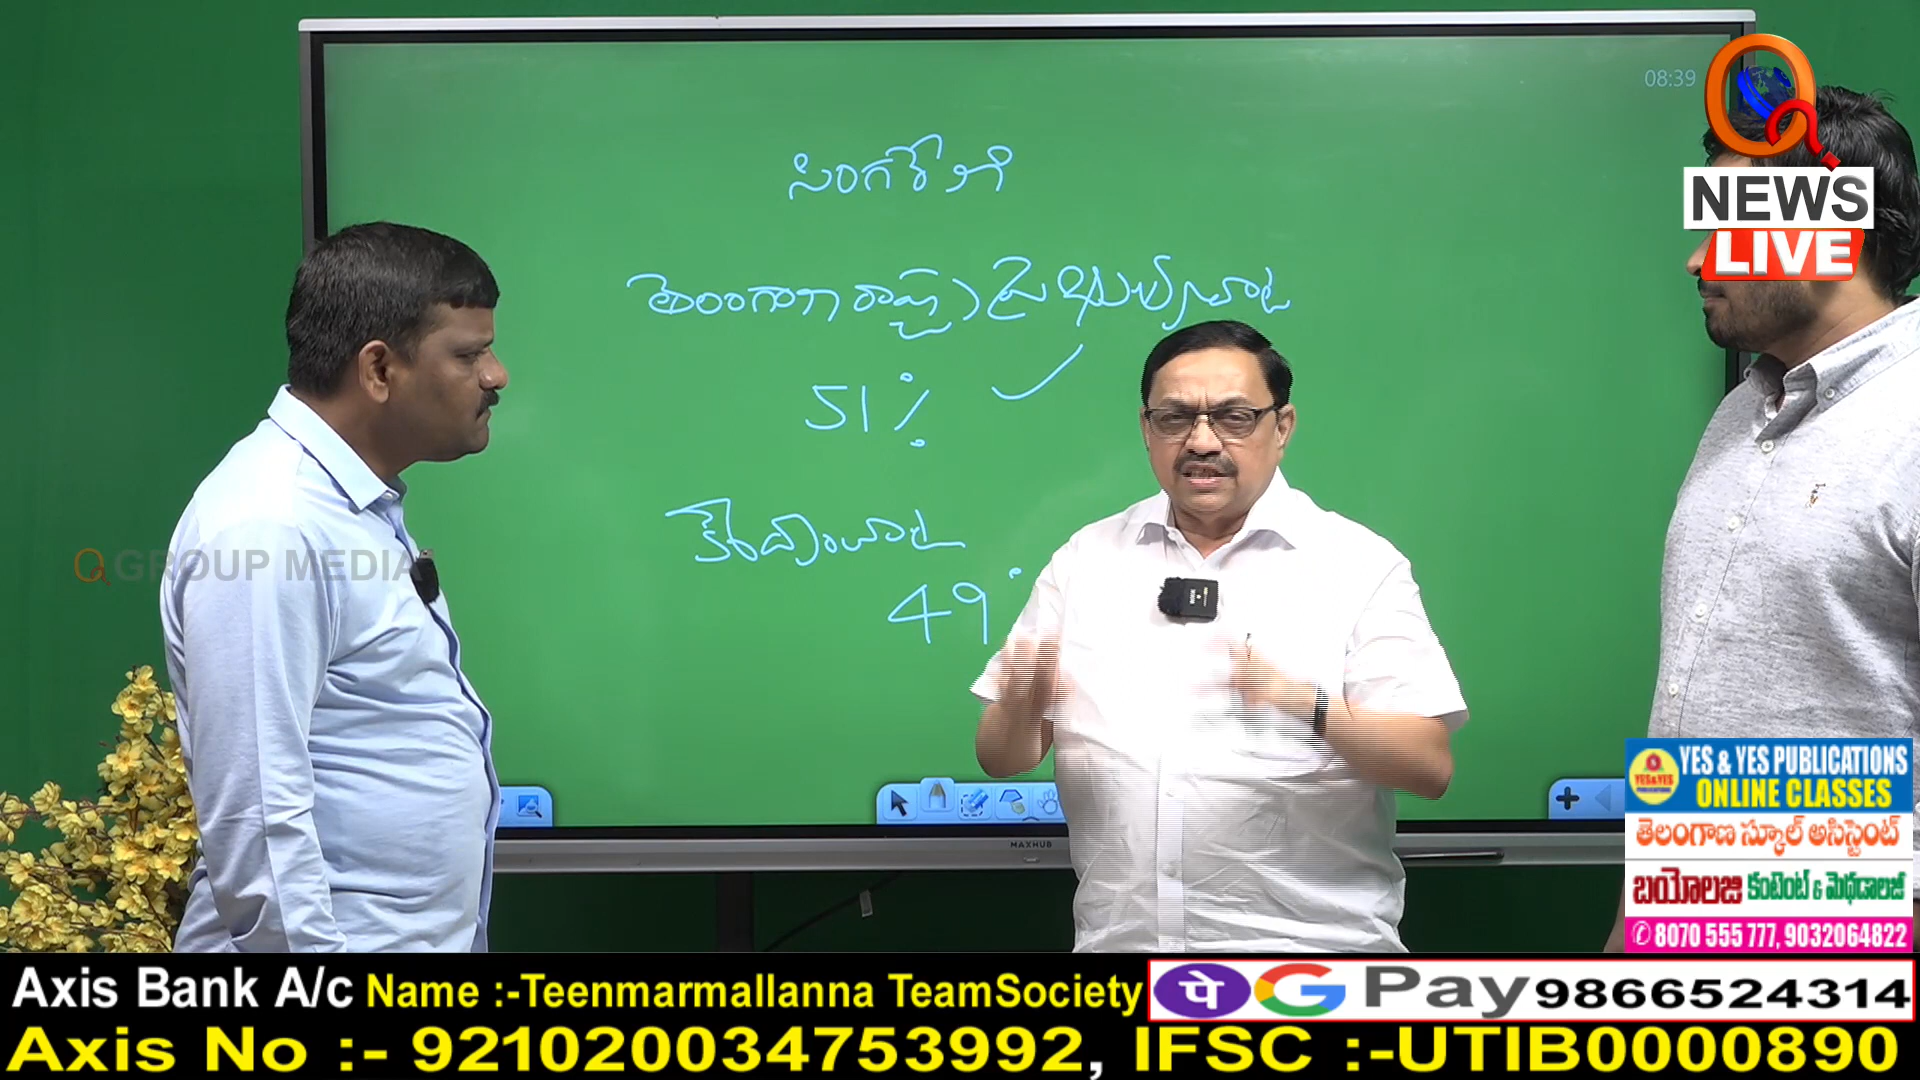 08:39
Q
NEWS
LIVE
సింగరేణి
తెలంగాణ రాష్ట్ర ప్రభుత్వ వాట
51%
కేంద్రం వాట
49
Q GROUP MEDIA
MAXHUB
YES & YES PUBLICATIONS
ONLINE CLASSES
తెలంగాణ స్కూల్ అసిస్టెంట్
బయోలజి కంటెంట్ & మెథడాలజీ
8070 555 777, 9032064822
Axis Bank A/c Name :-Teenmarmallanna TeamSociety पे G Pay 9866524314
Axis No :- 921020034753992, IFSC :-UTIB0000890